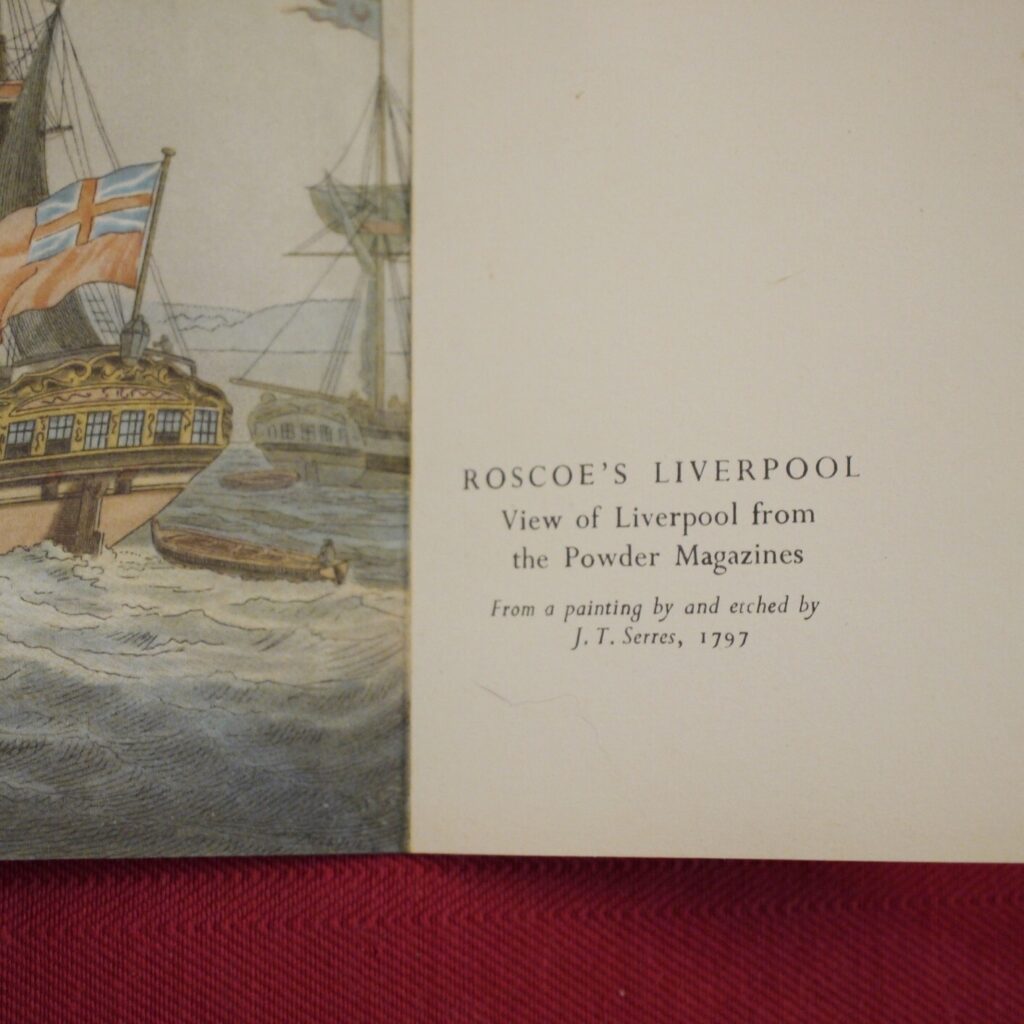 ROSCOE'S LIVERPOOL
View of Liverpool from
the Powder Magazines
From a painting by and etched by
J. T. Serres, 1797